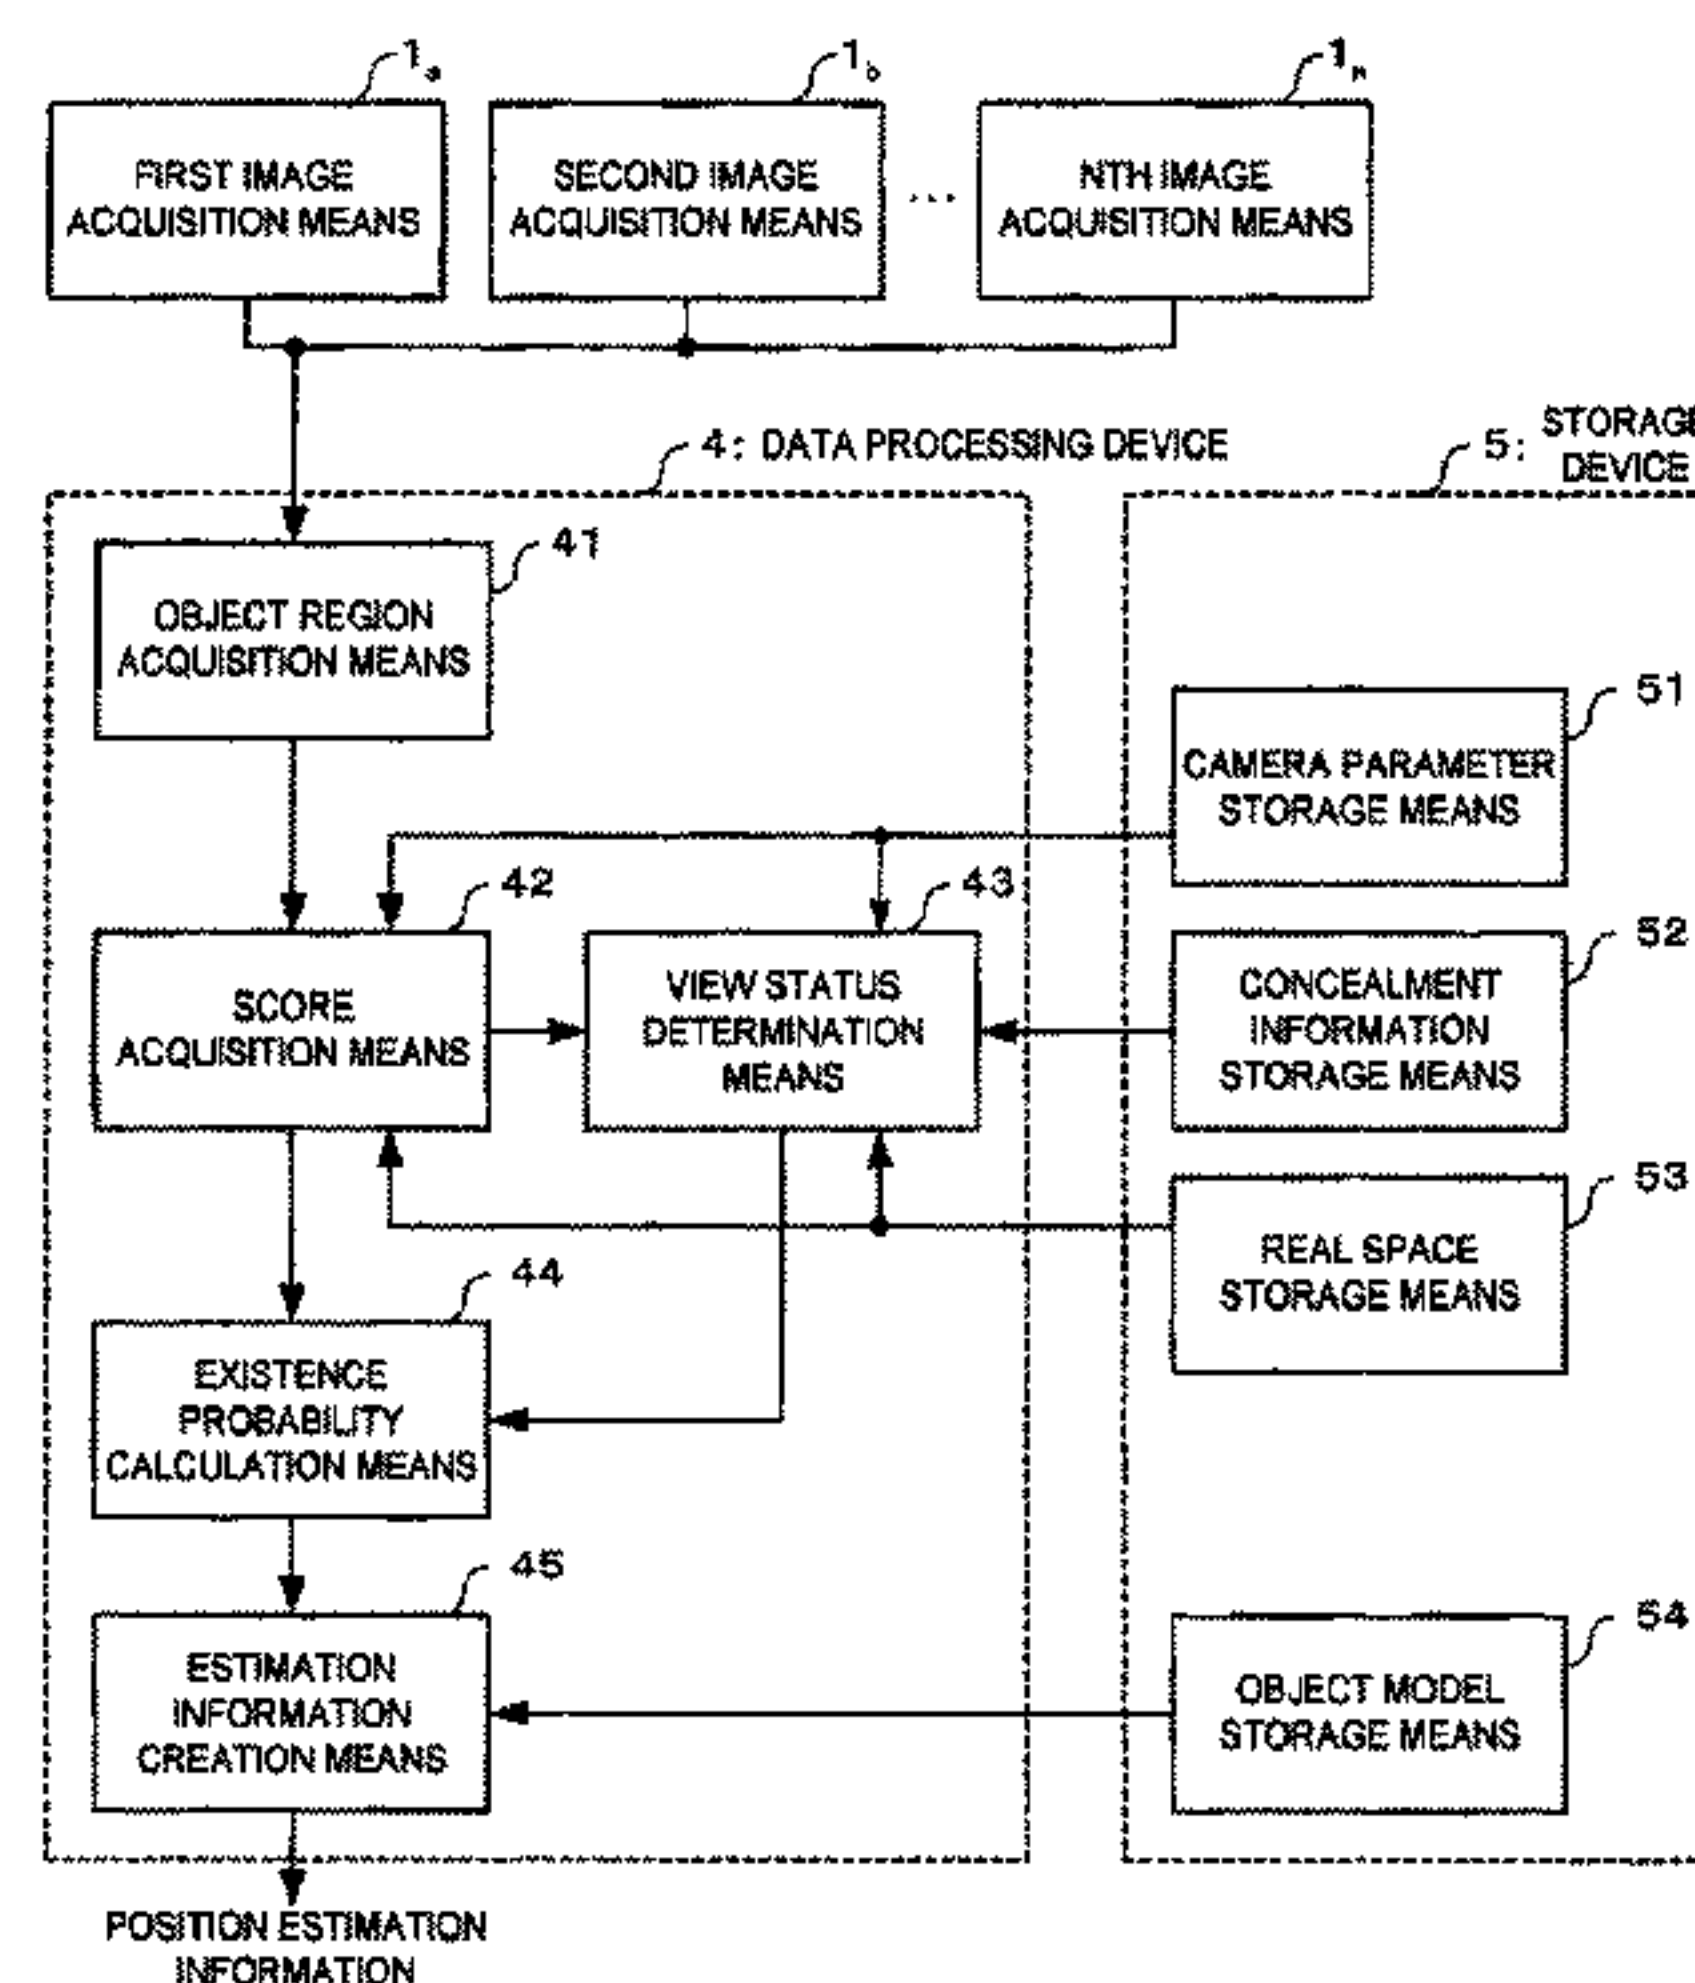 1a
1b
1n
FIRST IMAGE
ACQUISITION MEANS
SECOND IMAGE
ACQUISITION MEANS
...
NTH IMAGE
ACQUISITION MEANS
4: DATA PROCESSING DEVICE
5: STORAGE
DEVICE
41
OBJECT REGION
ACQUISITION MEANS
51
CAMERA PARAMETER
STORAGE MEANS
42
SCORE
ACQUISITION MEANS
43
VIEW STATUS
DETERMINATION
MEANS
52
CONCEALMENT
INFORMATION
STORAGE MEANS
53
REAL SPACE
STORAGE MEANS
44
EXISTENCE
PROBABILITY
CALCULATION MEANS
45
ESTIMATION
INFORMATION
CREATION MEANS
54
OBJECT MODEL
STORAGE MEANS
POSITION ESTIMATION
INFORMATION